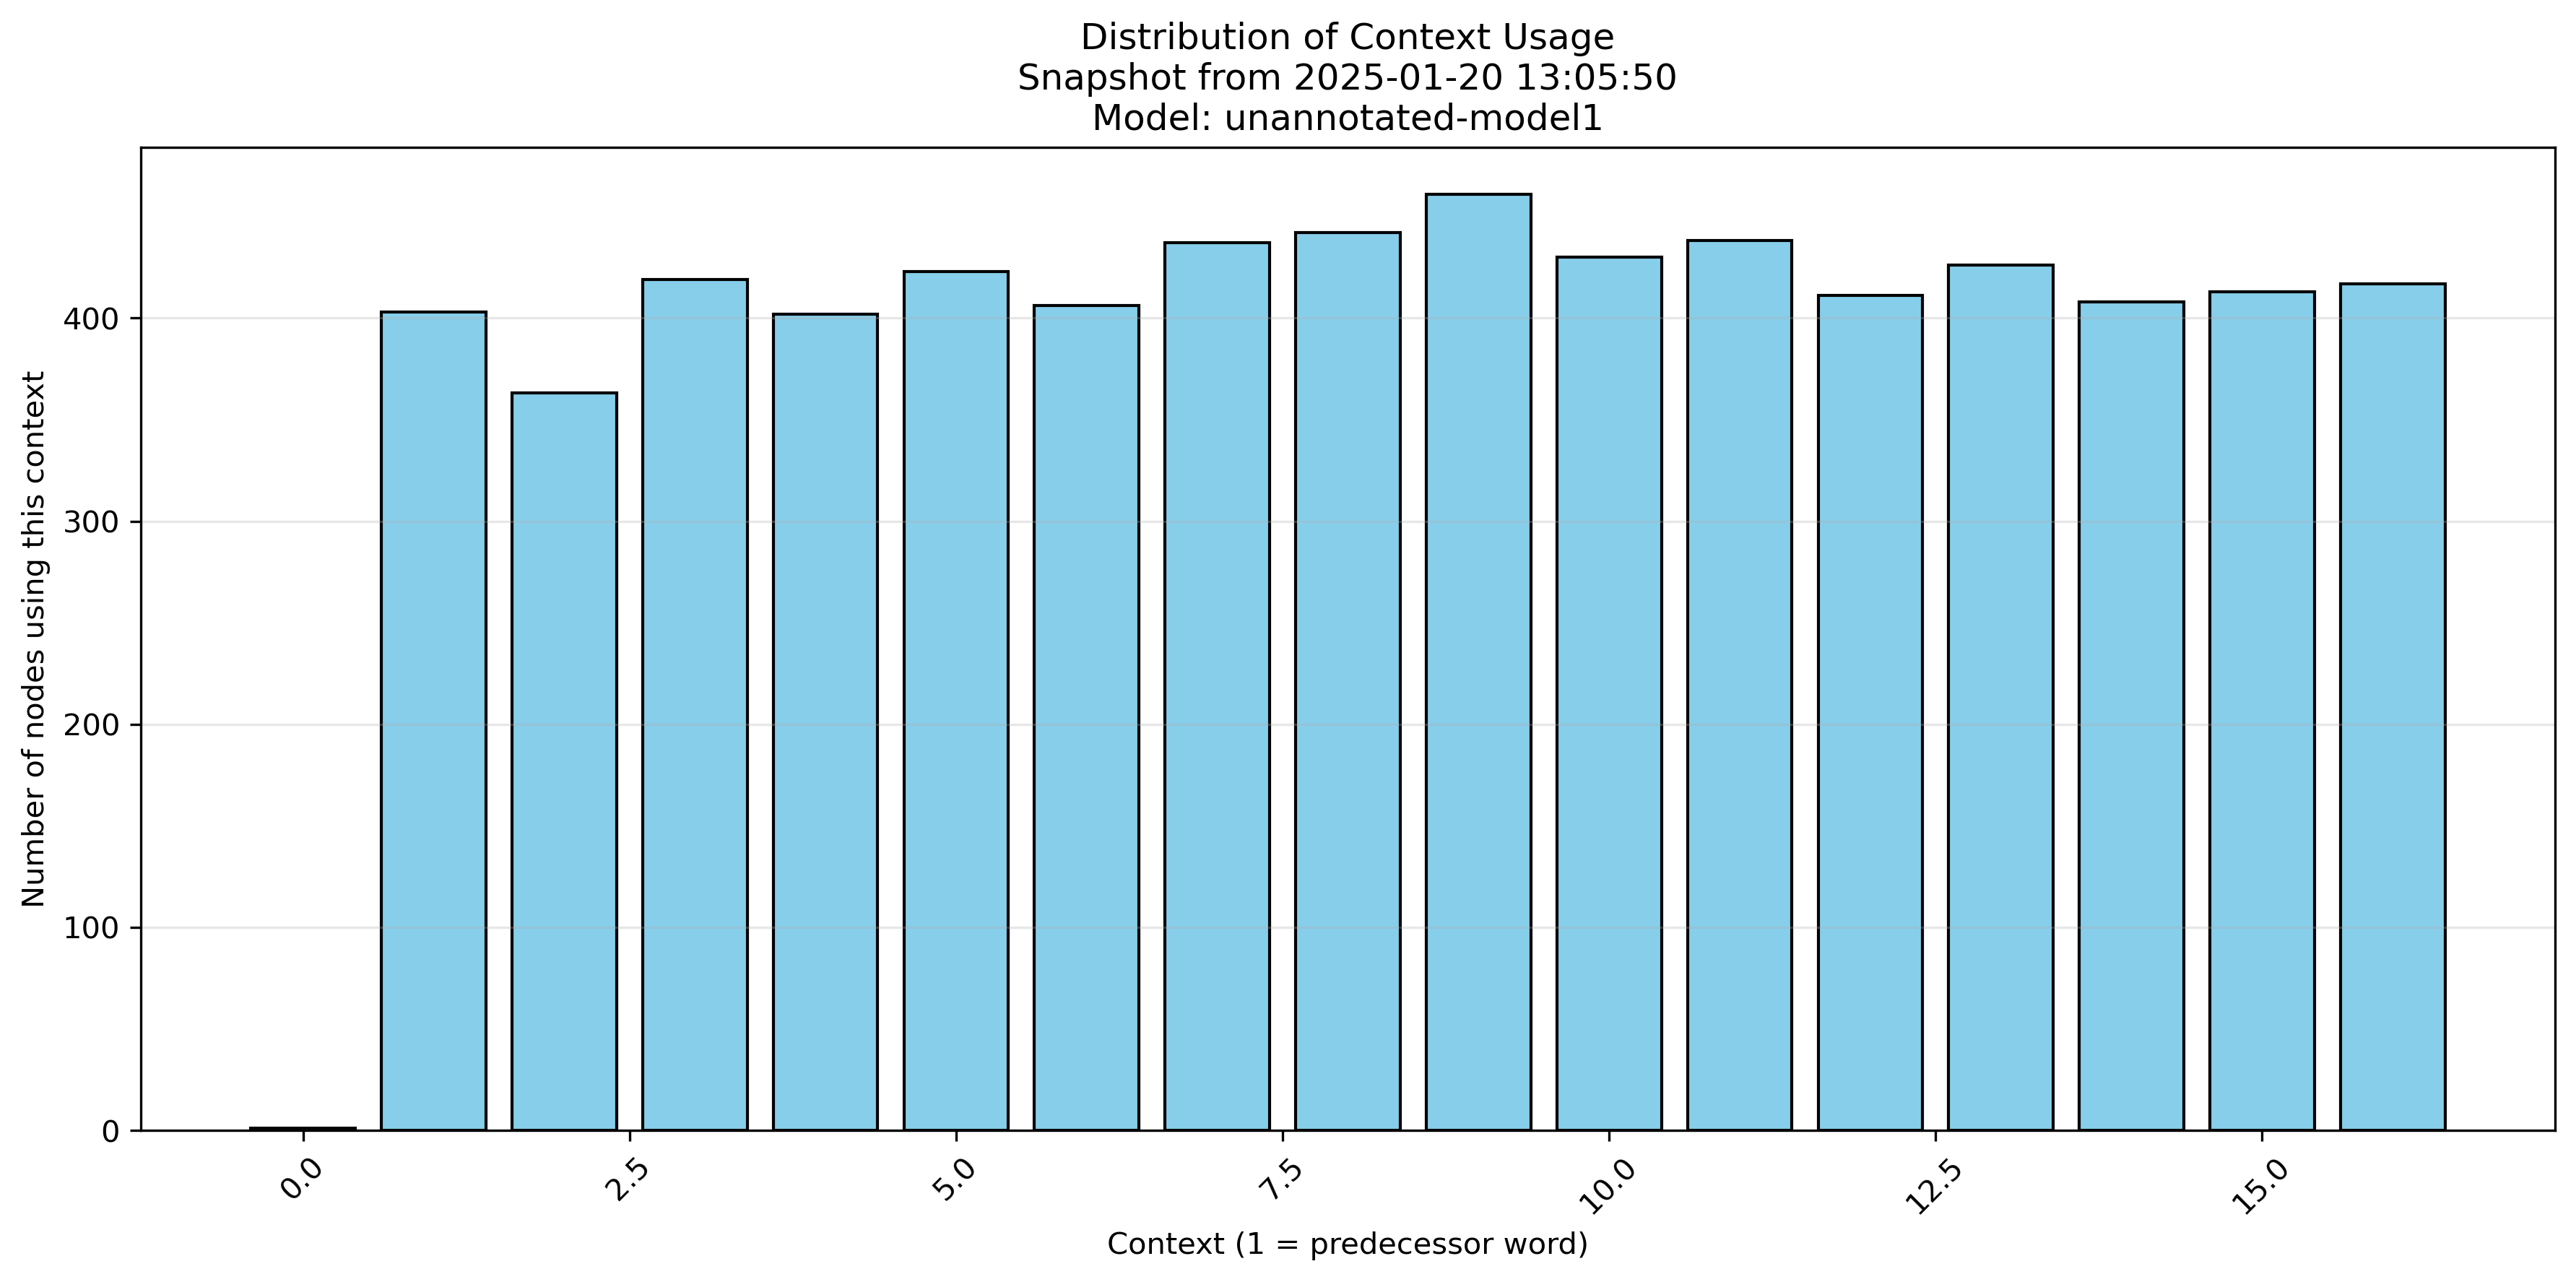 Distribution of Context Usage
Snapshot from 2025-01-20 13:05:50
Model: unannotated-model1
Number of nodes using this context
400
300
200
100
0
0.0
2.5
5.0
7.5
10.0
12.5
15.0
Context (1 = predecessor word)